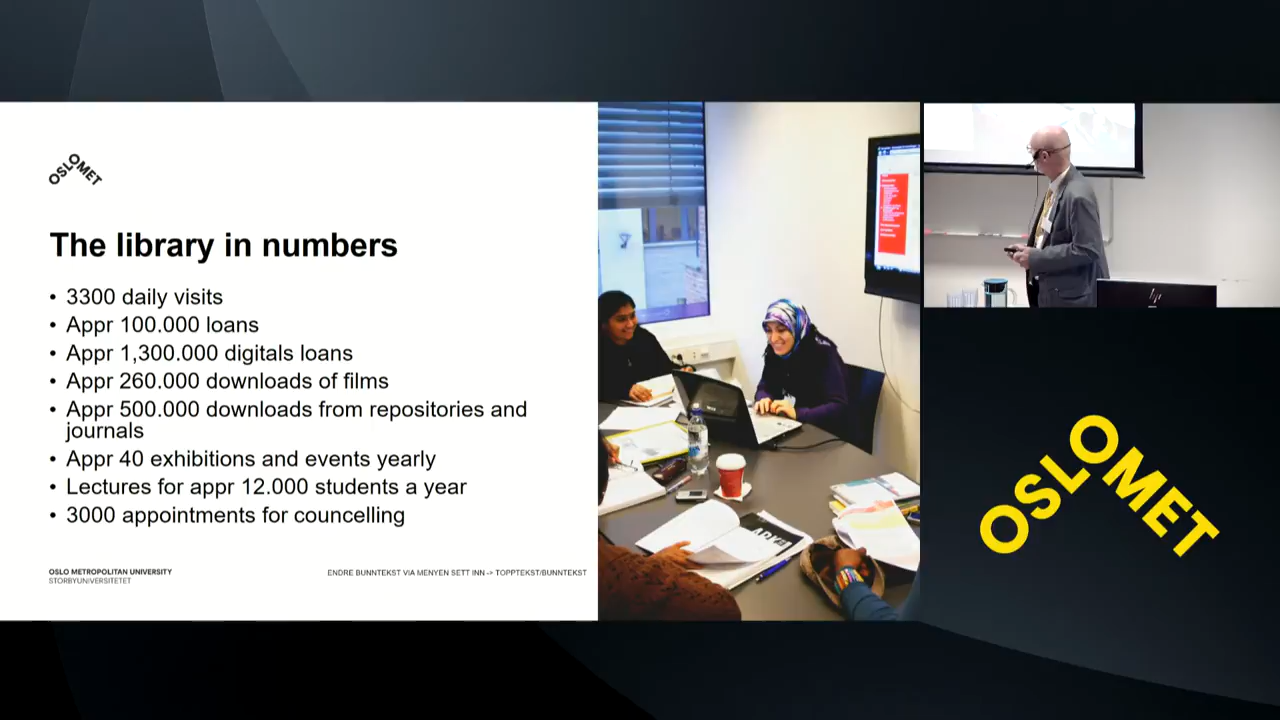 OSLOMET
The library in numbers
• 3300 daily visits
• Appr 100.000 loans
• Appr 1,300.000 digitals loans
• Appr 260.000 downloads of films
• Appr 500.000 downloads from repositories and
journals
• Appr 40 exhibitions and events yearly
• Lectures for appr 12.000 students a year
• 3000 appointments for councelling
OSLO METROPOLITAN UNIVERSITY
STORBYUNIVERSITETET
ENDRE BUNNTEKST VIA MENYEN SETT INN -> TOPPTEKST/BUNNTEKST
hp
OSLOMET